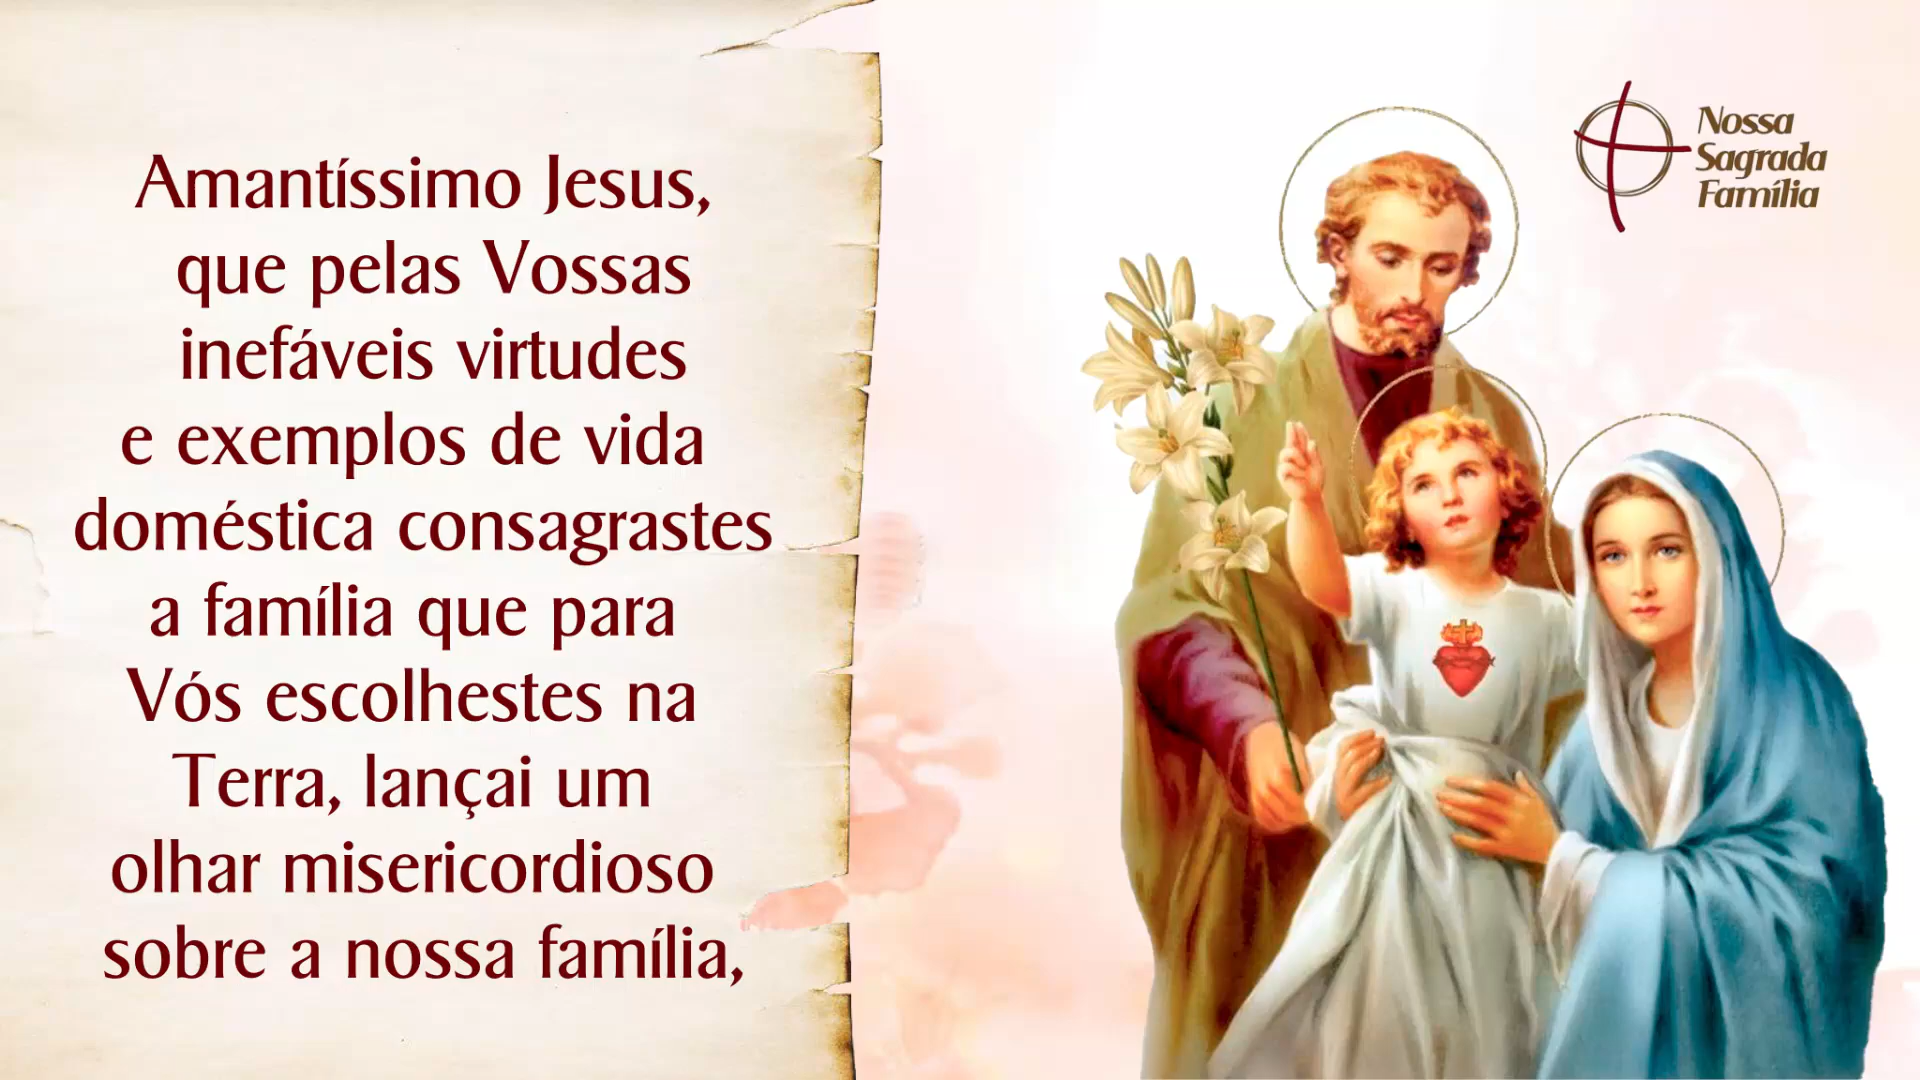 Amantíssimo Jesus,
que pelas Vossas
inefáveis virtudes
e exemplos de vida
doméstica consagrastes
a família que para
Vós escolhestes na
Terra, lançai um
olhar misericordioso
sobre a nossa família,
Nossa
Sagrada
Família